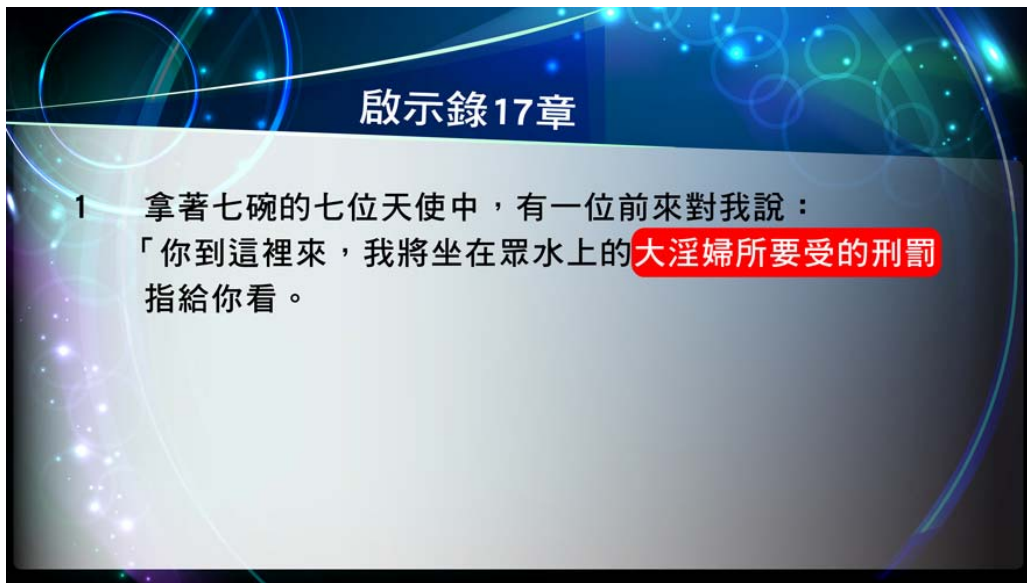 啟示錄17章
1 拿著七碗的七位天使中，有一位前來對我說：
「你到這裡來，我將坐在眾水上的大淫婦所要受的刑罰
指給你看。